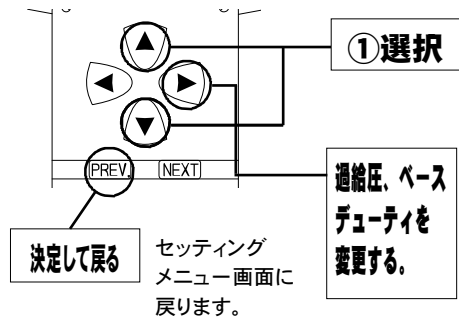 ①選択
PREV.
NEXT
過給圧、ベース
デューティを
変更する。
決定して戻る
セッティング
メニュー画面に
戻ります。